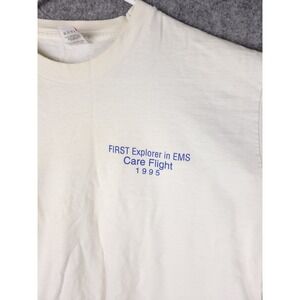 FIRST Explorer in EMS
Care Flight
1995